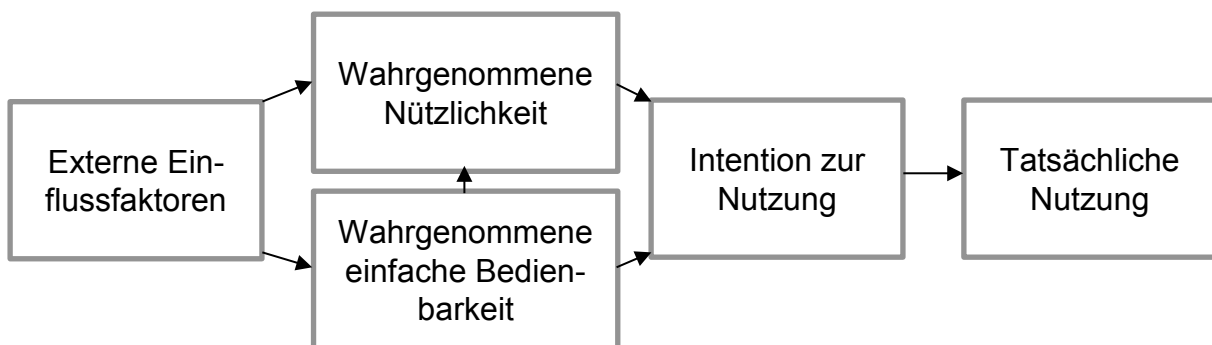 Externe Ein-
flussfaktoren
Wahrgenommene
Nützlichkeit
Wahrgenommene
einfache Bedien-
barkeit
Intention zur
Nutzung
Tatsächliche
Nutzung